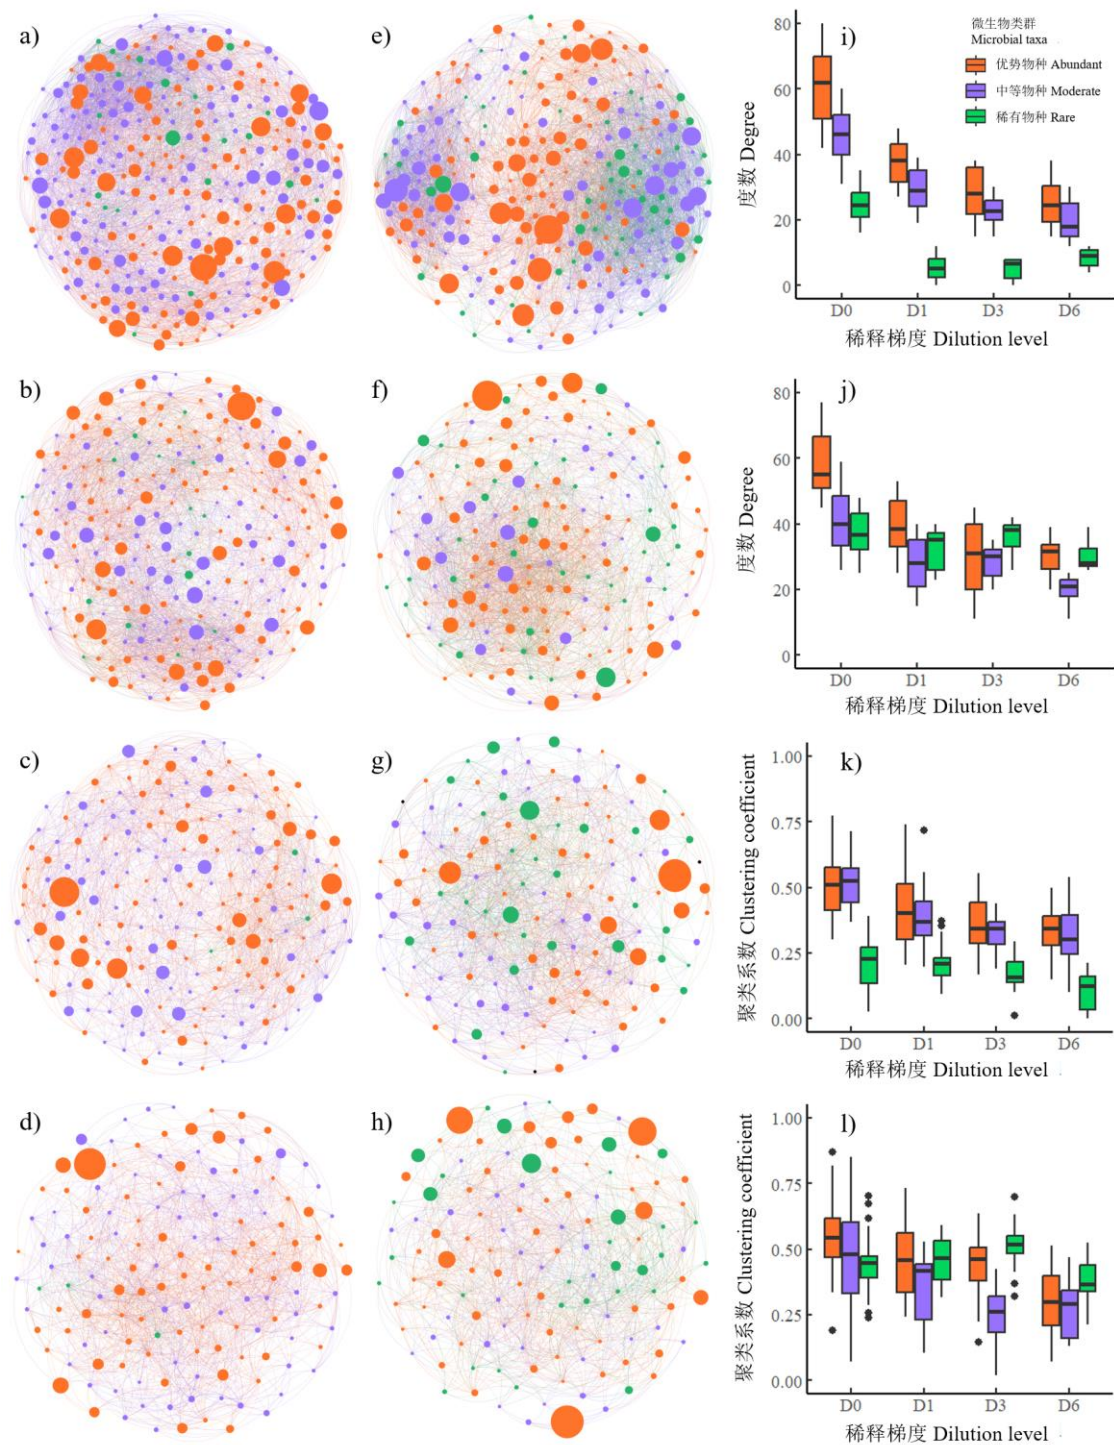 a)
e)
i)
微生物类群
Microbial taxa
优势物种 Abundant
中等物种 Moderate
稀有物种 Rare
度数 Degree
80
60
40
20
0
D0
D1
D3
D6
稀释梯度 Dilution level
b)
f)
j)
度数 Degree
80
60
40
20
0
D0
D1
D3
D6
稀释梯度 Dilution level
c)
g)
k)
聚类系数 Clustering coefficient
1.00
0.75
0.50
0.25
0.00
D0
D1
D3
D6
稀释梯度 Dilution level
d)
h)
l)
聚类系数 Clustering coefficient
1.00
0.75
0.50
0.25
0.00
D0
D1
D3
D6
稀释梯度 Dilution level